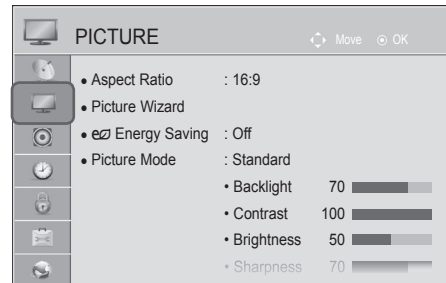 PICTURE Move OK
• Aspect Ratio : 16:9
• Picture Wizard
• Energy Saving : Off
• Picture Mode : Standard
• Backlight 70
• Contrast 100
• Brightness 50
• Sharpness 70